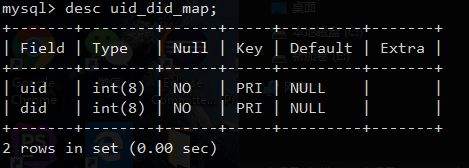 mysql> desc uid_did_map;
+-------+--------+------+-----+---------+-------+
| Field | Type   | Null | Key | Default | Extra |
+-------+--------+------+-----+---------+-------+
| uid   | int(8) | NO   | PRI | NULL    |       |
| did   | int(8) | NO   | PRI | NULL    |       |
+-------+--------+------+-----+---------+-------+
2 rows in set (0.00 sec)